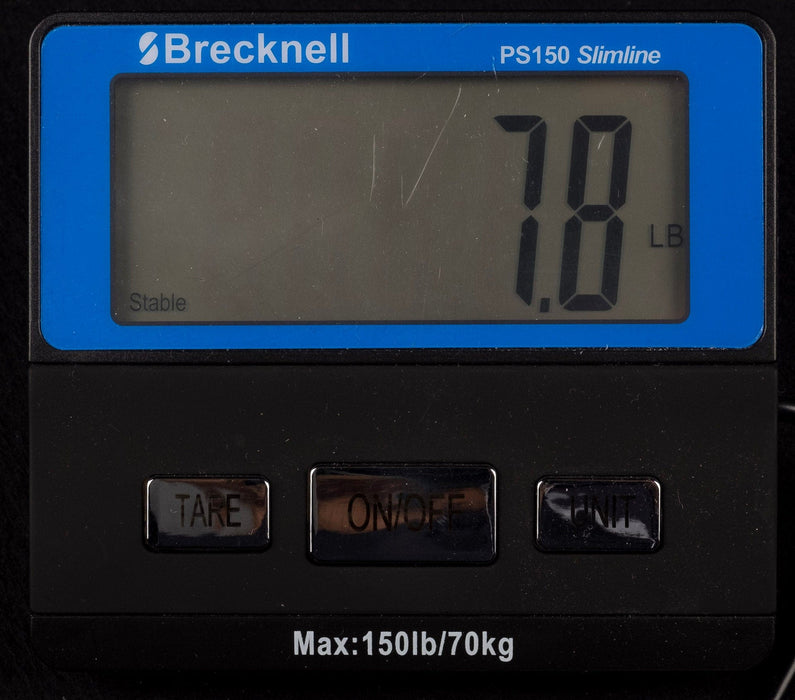 Brecknell
PS150 Slimline
7.8
LB
Stable
TARE
ON/OFF
UNIT
Max:150lb/70kg